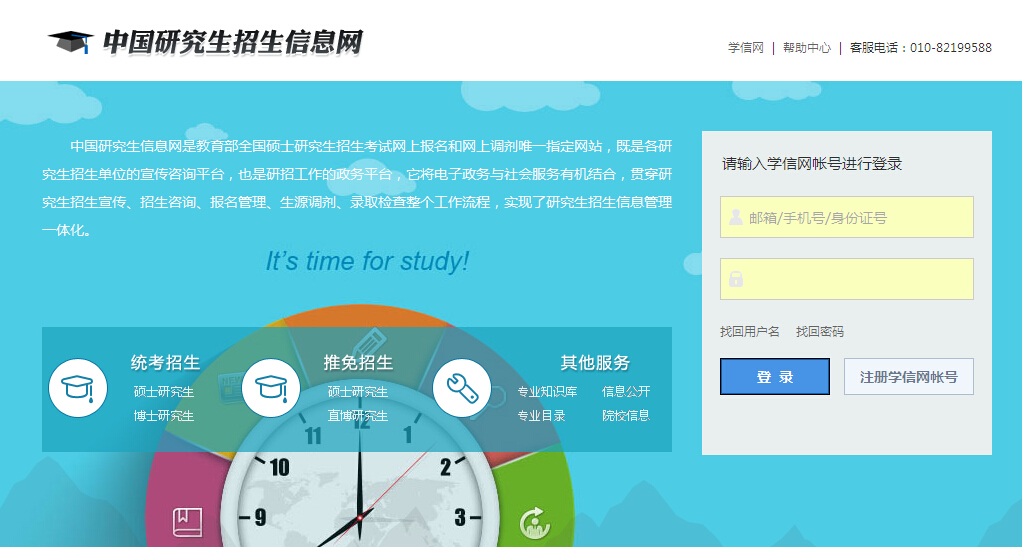 中国研究生招生信息网
学信网 | 帮助中心 | 客服电话：010-82199588
中国研究生信息网是教育部全国硕士研究生招生考试网上报名和网上调剂唯一指定网站，既是各研
究生招生单位的宣传咨询平台，也是研招工作的政务平台，它将电子政务与社会服务有机结合，贯穿研
究生招生宣传、招生咨询、报名管理、生源调剂、录取检查整个工作流程，实现了研究生招生信息管理
一体化。
It's time for study!
请输入学信网帐号进行登录
邮箱/手机号/身份证号
找回用户名 找回密码
登 录 注册学信网帐号
统考招生
硕士研究生
博士研究生
推免招生
硕士研究生
直博研究生
其他服务
专业知识库 信息公开
专业目录 院校信息
11 12 1
10 2
9 3